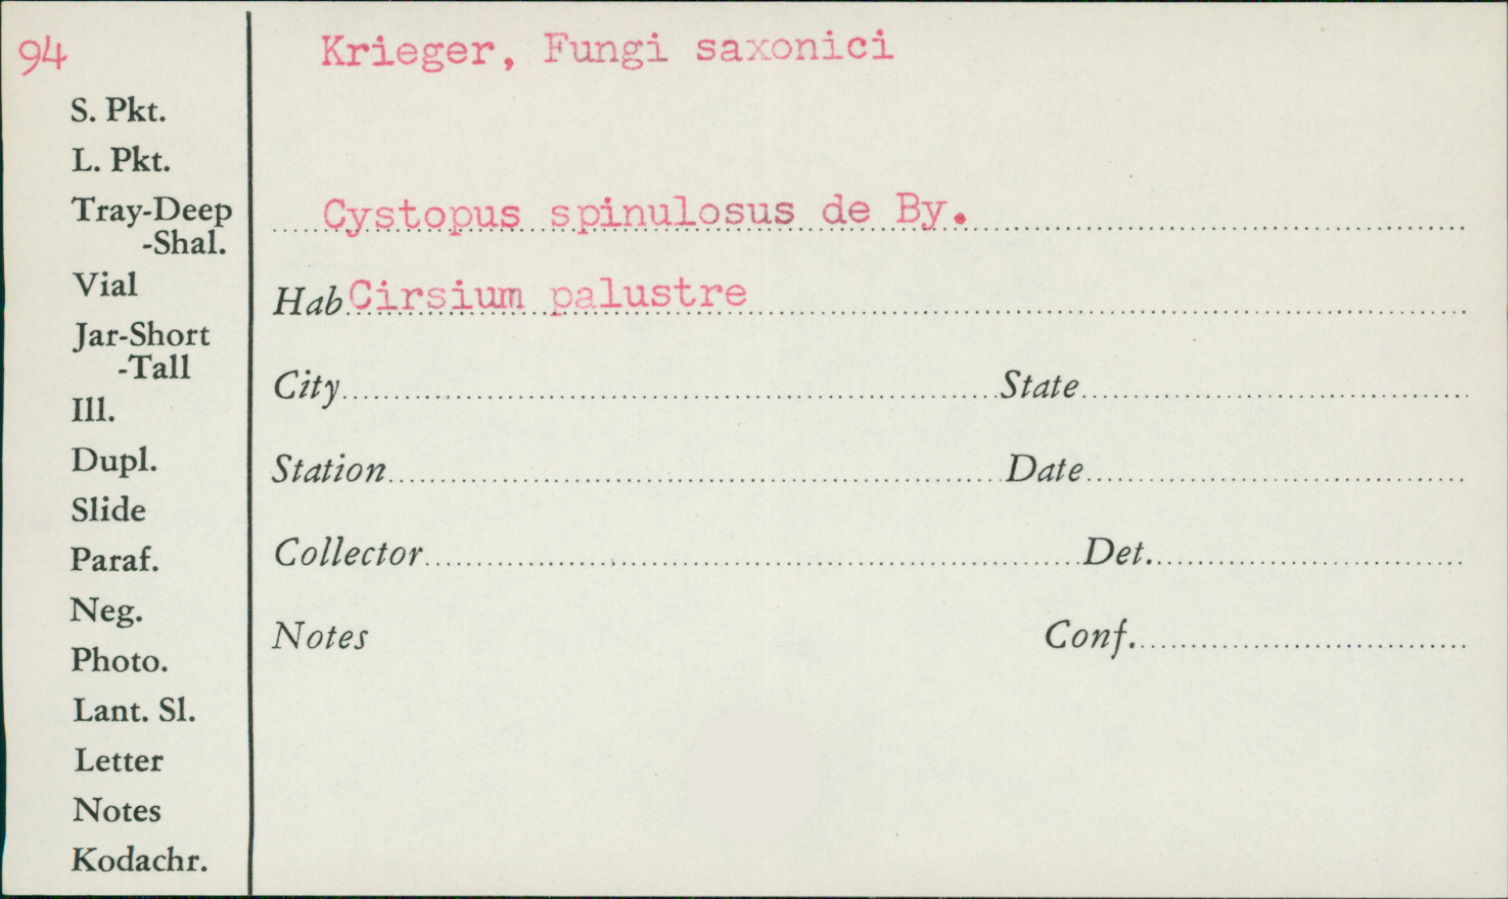 94
Krieger, Fungi saxonici
S. Pkt.
L. Pkt.
Tray-Deep
-Shal.
Vial
Jar-Short
-Tall
Ill.
Dupl.
Slide
Paraf.
Neg.
Photo.
Lant. Sl.
Letter
Notes
Kodachr.
Cystopus spinulosus de By.
Hab Cirsium palustre
City State
Station Date
Collector Det.
Notes Conf.